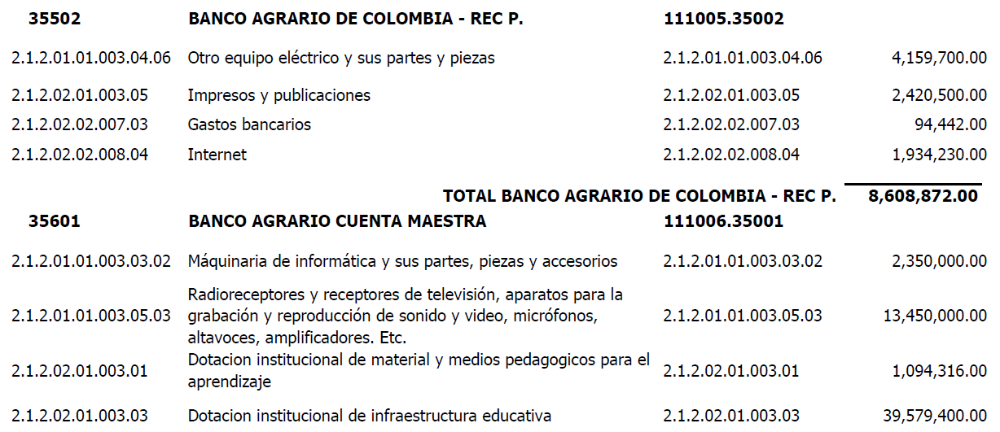 35502 BANCO AGRARIO DE COLOMBIA - REC P. 111005.35002
2.1.2.01.01.003.04.06 Otro equipo eléctrico y sus partes y piezas 2.1.2.01.01.003.04.06 4,159,700.00
2.1.2.02.01.003.05 Impresos y publicaciones 2.1.2.02.01.003.05 2,420,500.00
2.1.2.02.02.007.03 Gastos bancarios 2.1.2.02.02.007.03 94,442.00
2.1.2.02.02.008.04 Internet 2.1.2.02.02.008.04 1,934,230.00
TOTAL BANCO AGRARIO DE COLOMBIA - REC P. 8,608,872.00
35601 BANCO AGRARIO CUENTA MAESTRA 111006.35001
2.1.2.01.01.003.03.02 Máquinaria de informática y sus partes, piezas y accesorios 2.1.2.01.01.003.03.02 2,350,000.00
Radioreceptores y receptores de televisión, aparatos para la
2.1.2.01.01.003.05.03 grabación y reproducción de sonido y video, micrófonos, 2.1.2.01.01.003.05.03 13,450,000.00
altavoces, amplificadores. Etc.
Dotacion institucional de material y medios pedagogicos para el
2.1.2.02.01.003.01 aprendizaje 2.1.2.02.01.003.01 1,094,316.00
2.1.2.02.01.003.03 Dotacion institucional de infraestructura educativa 2.1.2.02.01.003.03 39,579,400.00